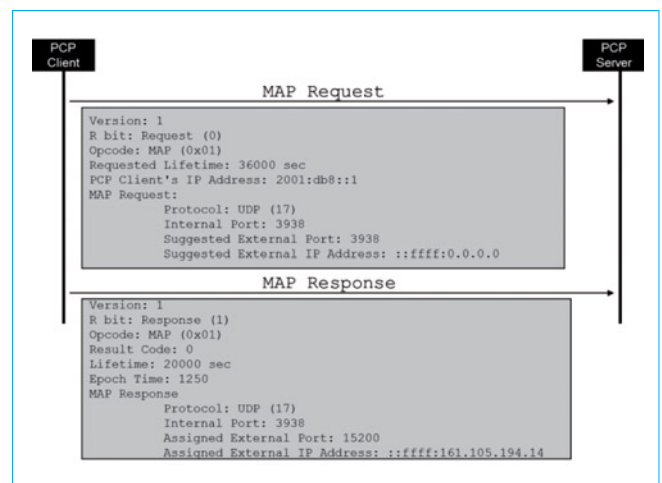 PCP
Client
PCP
Server
MAP Request
Version: 1
R bit: Request (0)
Opcode: MAP (0x01)
Requested Lifetime: 36000 sec
PCP Client's IP Address: 2001:db8::1
MAP Request:
Protocol: UDP (17)
Internal Port: 3938
Suggested External Port: 3938
Suggested External IP Address: ::ffff:0.0.0.0
MAP Response
Version: 1
R bit: Response (1)
Opcode: MAP (0x01)
Result Code: 0
Lifetime: 20000 sec
Epoch Time: 1250
MAP Response
Protocol: UDP (17)
Internal Port: 3938
Assigned External Port: 15200
Assigned External IP Address: ::ffff:161.105.194.14